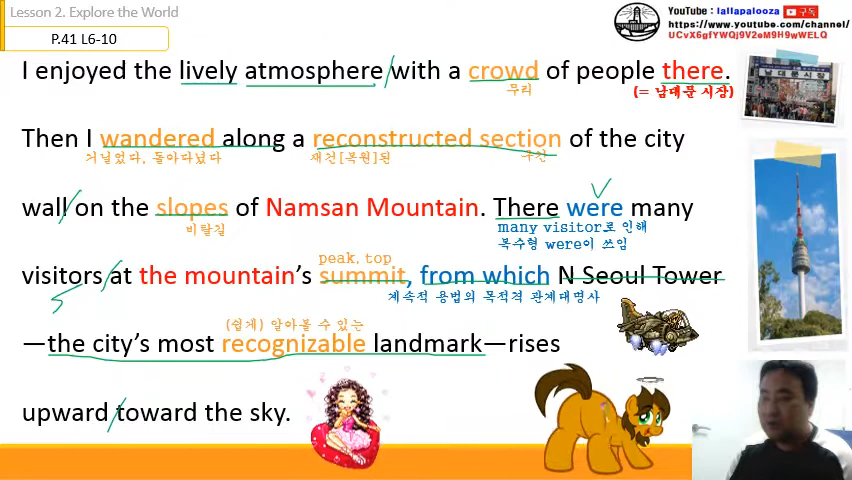 Lesson 2. Explore the World
YouTube : lallapalooza 구독
https://www.youtube.com/channel/
UCvX6gfYWQj9V2eM9H9wWELQ
P.41 L6-10
I enjoyed the lively atmosphere with a crowd of people there.
무리
(= 남대문 시장)
남대문시장
Then I wandered along a reconstructed section of the city
거닐었다, 돌아다녔다
재건[복원]된
구간
wall on the slopes of Namsan Mountain. There were many
비탈길
many visitor로 인해
복수형 were이 쓰임
peak, top
visitors at the mountain's summit, from which N Seoul Tower
계속적 용법의 목적격 관계대명사
(쉽게) 알아볼 수 있는
—the city's most recognizable landmark—rises
upward toward the sky.